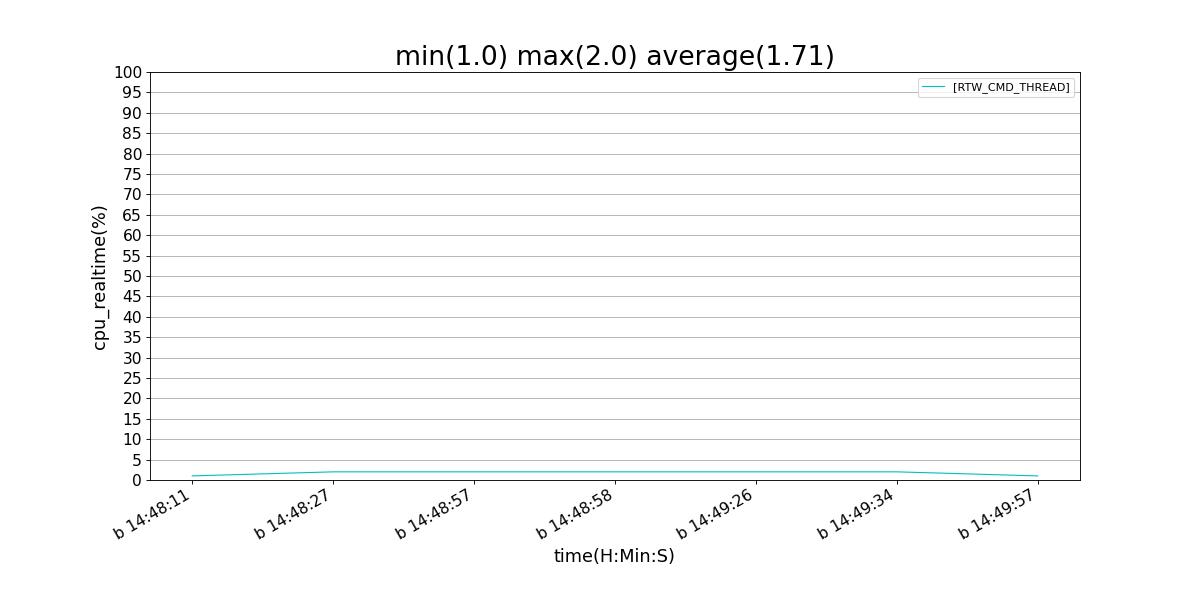 min(1.0) max(2.0) average(1.71)
[RTW_CMD_THREAD]
cpu_realtime(%)
100
95
90
85
80
75
70
65
60
55
50
45
40
35
30
25
20
15
10
5
0
b 14:48:11
b 14:48:27
b 14:48:57
b 14:48:58
b 14:49:26
b 14:49:34
b 14:49:57
time(H:Min:S)